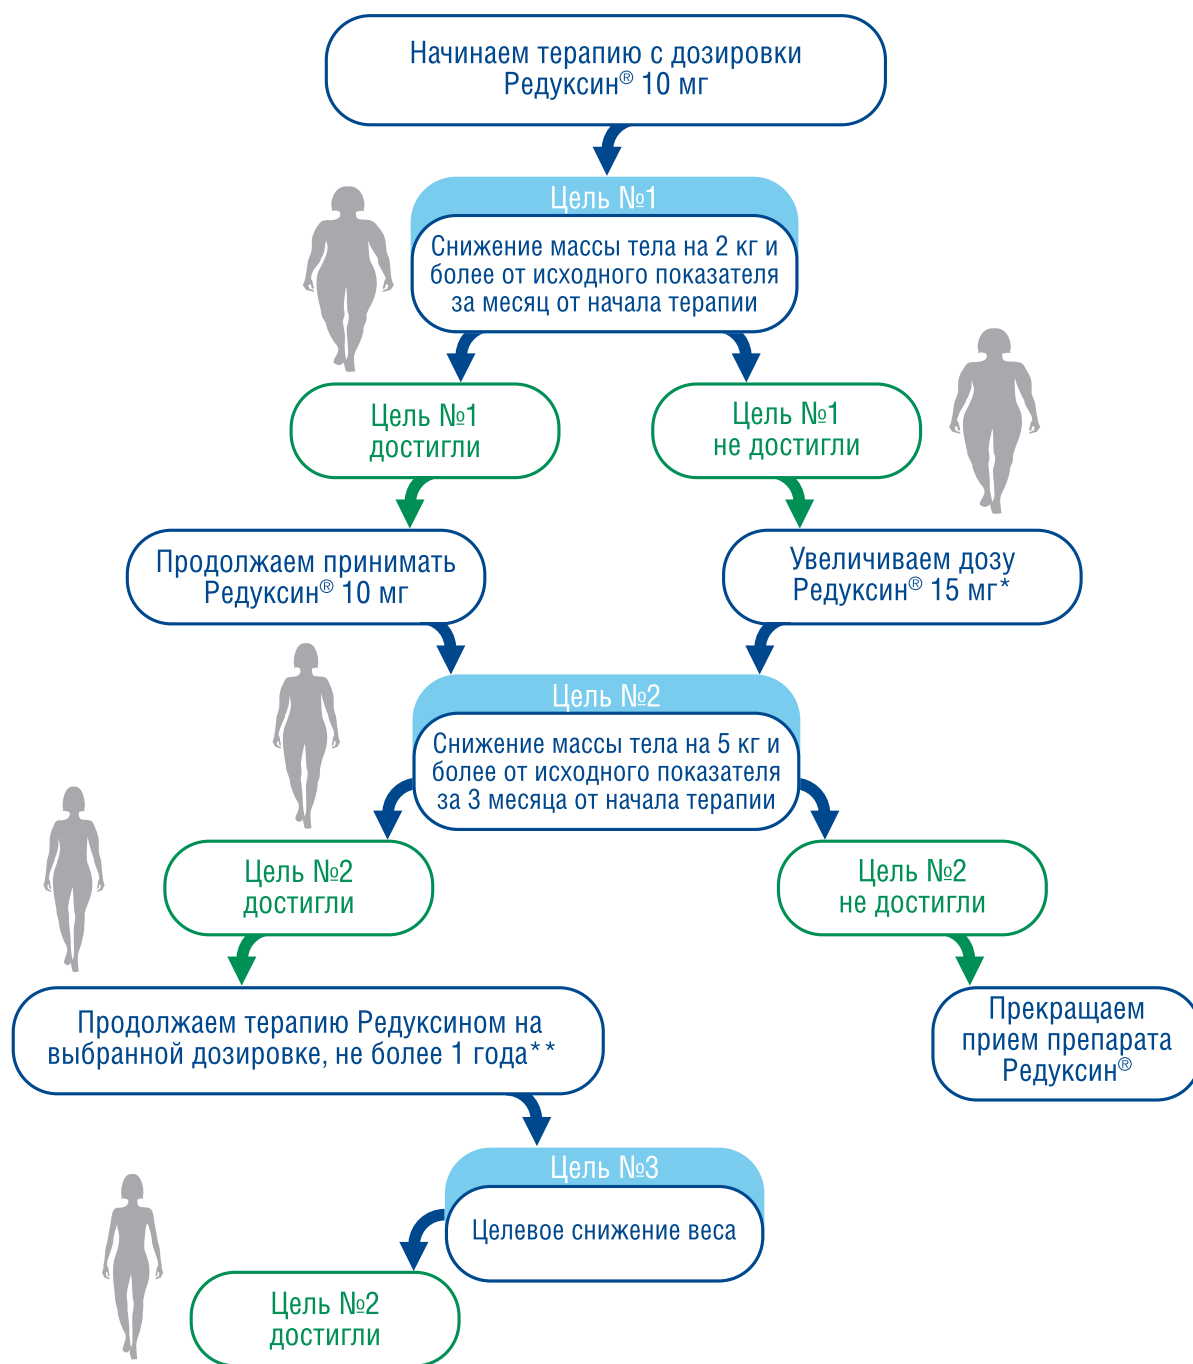 Начинаем терапию с дозировки
Редуксин® 10 мг
Цель №1
Снижение массы тела на 2 кг и
более от исходного показателя
за месяц от начала терапии
Цель №1
достигли
Цель №1
не достигли
Продолжаем принимать
Редуксин® 10 мг
Увеличиваем дозу
Редуксин® 15 мг*
Цель №2
Снижение массы тела на 5 кг и
более от исходного показателя
за 3 месяца от начала терапии
Цель №2
достигли
Цель №2
не достигли
Продолжаем терапию Редуксином на
выбранной дозировке, не более 1 года**
Прекращаем
прием препарата
Редуксин®
Цель №3
Целевое снижение веса
Цель №2
достигли